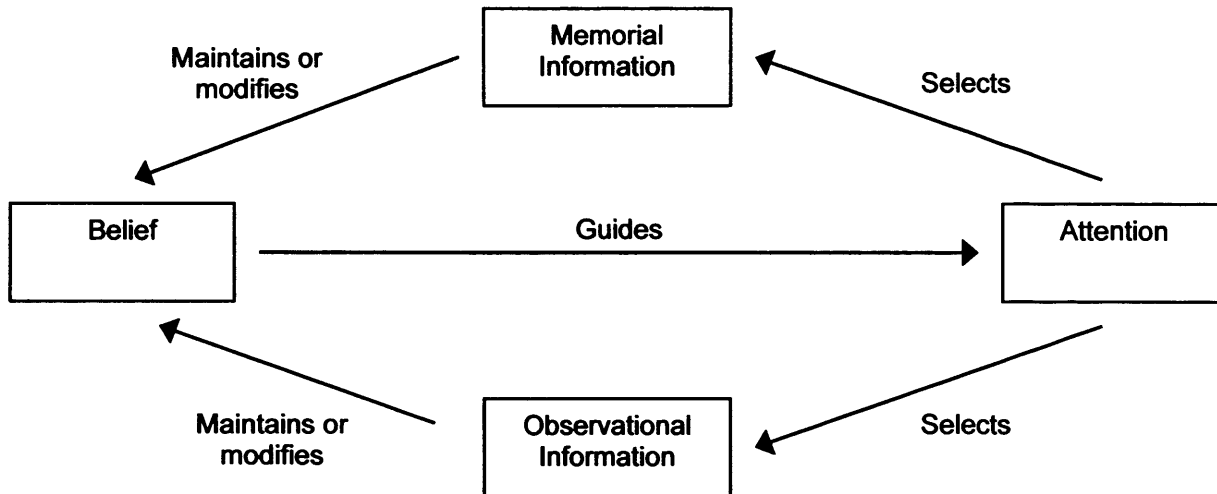 Memorial
Information
Maintains or
modifies
Selects
Belief
Guides
Attention
Maintains or
modifies
Observational
Information
Selects